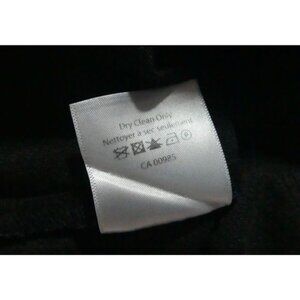 Dry Clean Only
Nettoyer a sec seulement
CA 00985